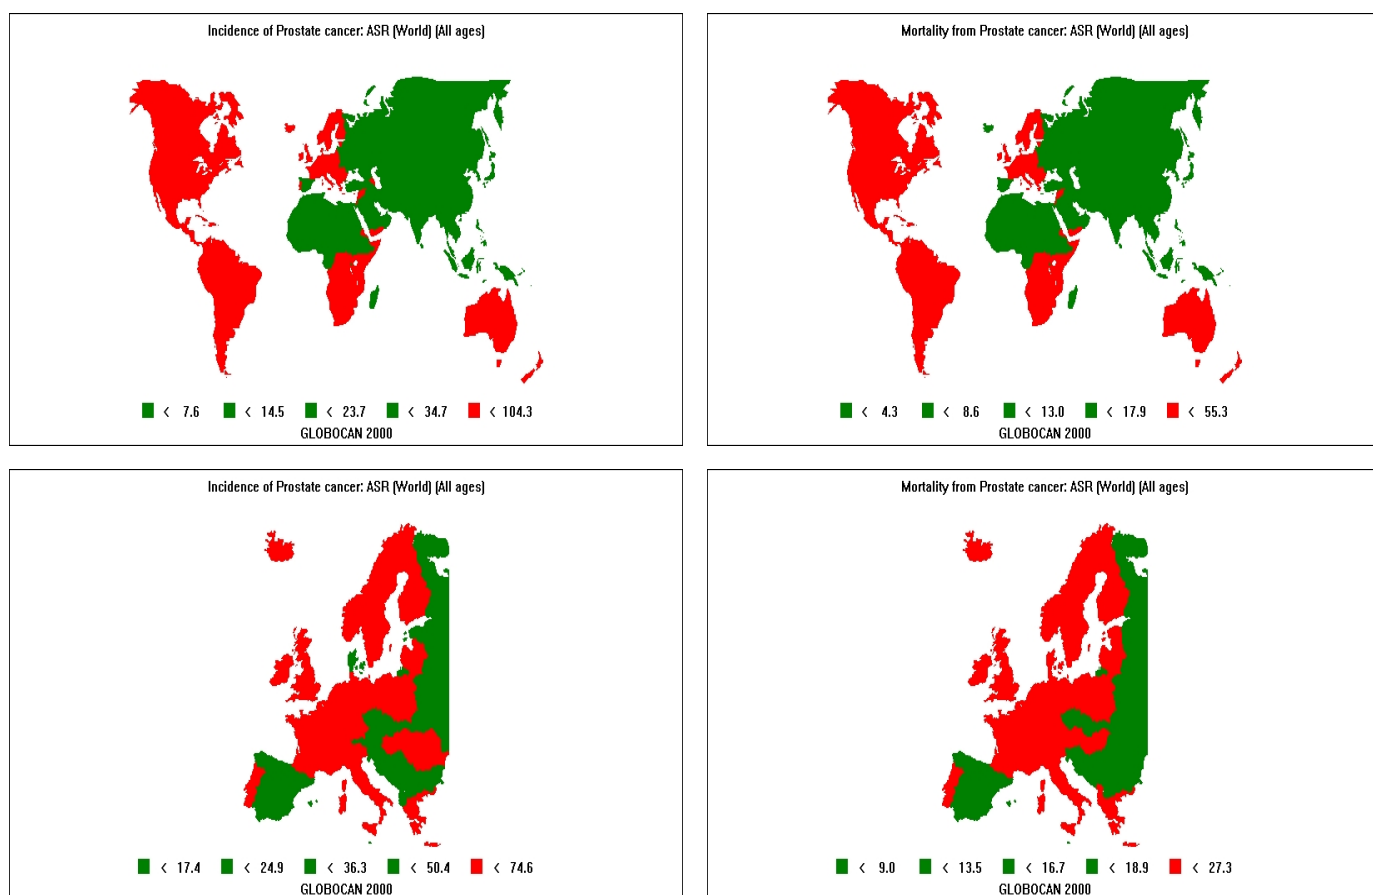 Incidence of Prostate cancer: ASR (World) (All ages)
< 7.6 < 14.5 < 23.7 < 34.7 < 104.3
GLOBOCAN 2000
Mortality from Prostate cancer: ASR (World) (All ages)
< 4.3 < 8.6 < 13.0 < 17.9 < 55.3
GLOBOCAN 2000
Incidence of Prostate cancer: ASR (World) (All ages)
< 17.4 < 24.9 < 36.3 < 50.4 < 74.6
GLOBOCAN 2000
Mortality from Prostate cancer: ASR (World) (All ages)
< 9.0 < 13.5 < 16.7 < 18.9 < 27.3
GLOBOCAN 2000